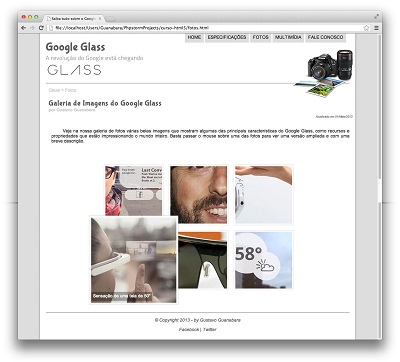 Saiba tudo sobre o Google
file://localhost/Users/Guanabara/PhpstormProjects/curso-html5/fotos.html
HOME ESPECIFICAÇÕES FOTOS MULTIMÍDIA FALE CONOSCO
Google Glass
A revolução do Google está chegando
GLASS
Glass > Fotos
Galeria de Imagens do Google Glass
por Gustavo Guanabara
Atualizado em
Veja na nossa galeria de fotos várias belas imagens que mostram algumas das principais características do Google Glass, como recursos e
propriedades que estão impressionando o mundo inteiro. Basta passar o mouse sobre uma das fotos para ver uma versão ampliada e com uma
breve descrição.
Last Conv
58°
Sensação de uma tela de 50"
© Copyright 2013 - by Gustavo Guanabara
Facebook | Twitter